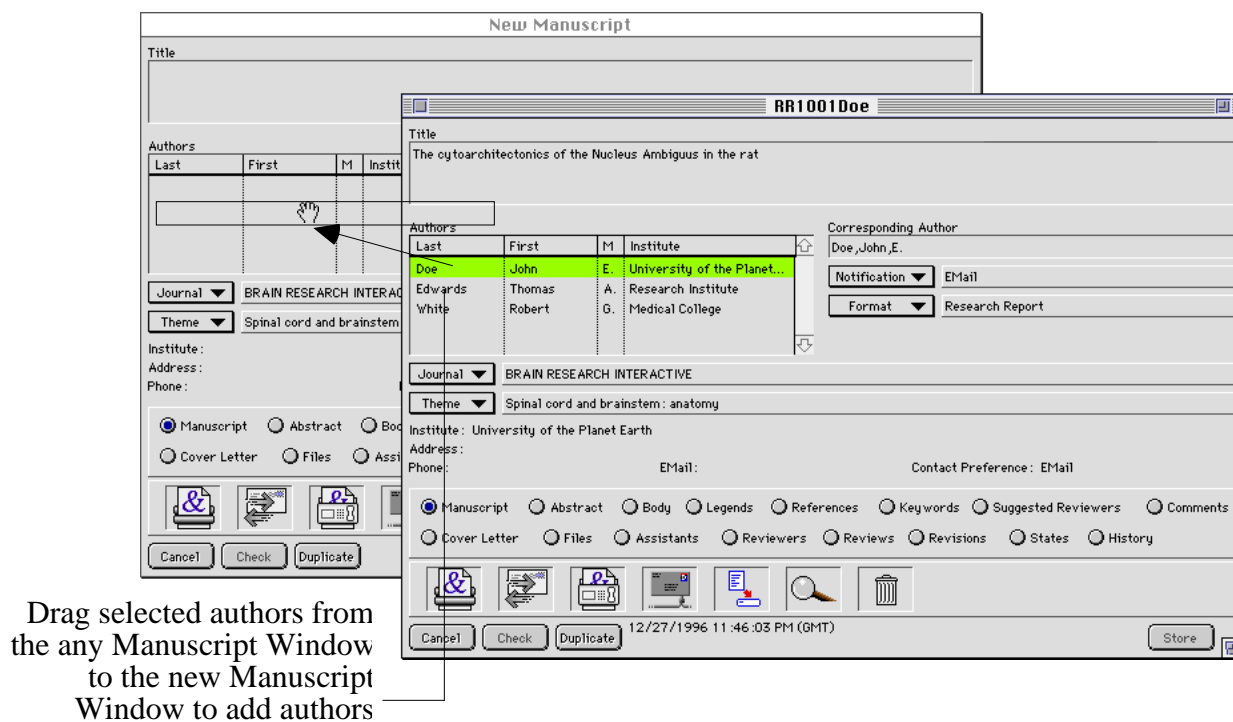 New Manuscript
Title
Authors
Last First M Instit
Journal BRAIN RESEARCH INTERAC
Theme Spinal cord and brainstem
Institute:
Address:
Phone:
Manuscript Abstract Bod
Cover Letter Files Assi
Cancel Check Duplicate
RR1001Doe
Title
The cytoarchitectonics of the Nucleus Ambiguus in the rat
Authors
Last First M Institute
Doe John E. University of the Planet...
Edwards Thomas A. Research Institute
White Robert G. Medical College
Corresponding Author
Doe,John,E.
Notification EMail
Format Research Report
Journal BRAIN RESEARCH INTERACTIVE
Theme Spinal cord and brainstem: anatomy
Institute: University of the Planet Earth
Address:
Phone: EMail: Contact Preference: EMail
Manuscript Abstract Body Legends References Keywords Suggested Reviewers Comments
Cover Letter Files Assistants Reviewers Reviews Revisions States History
Cancel Check Duplicate 12/27/1996 11:46:03 PM (GMT) Store
Drag selected authors from
the any Manuscript Window
to the new Manuscript
Window to add authors